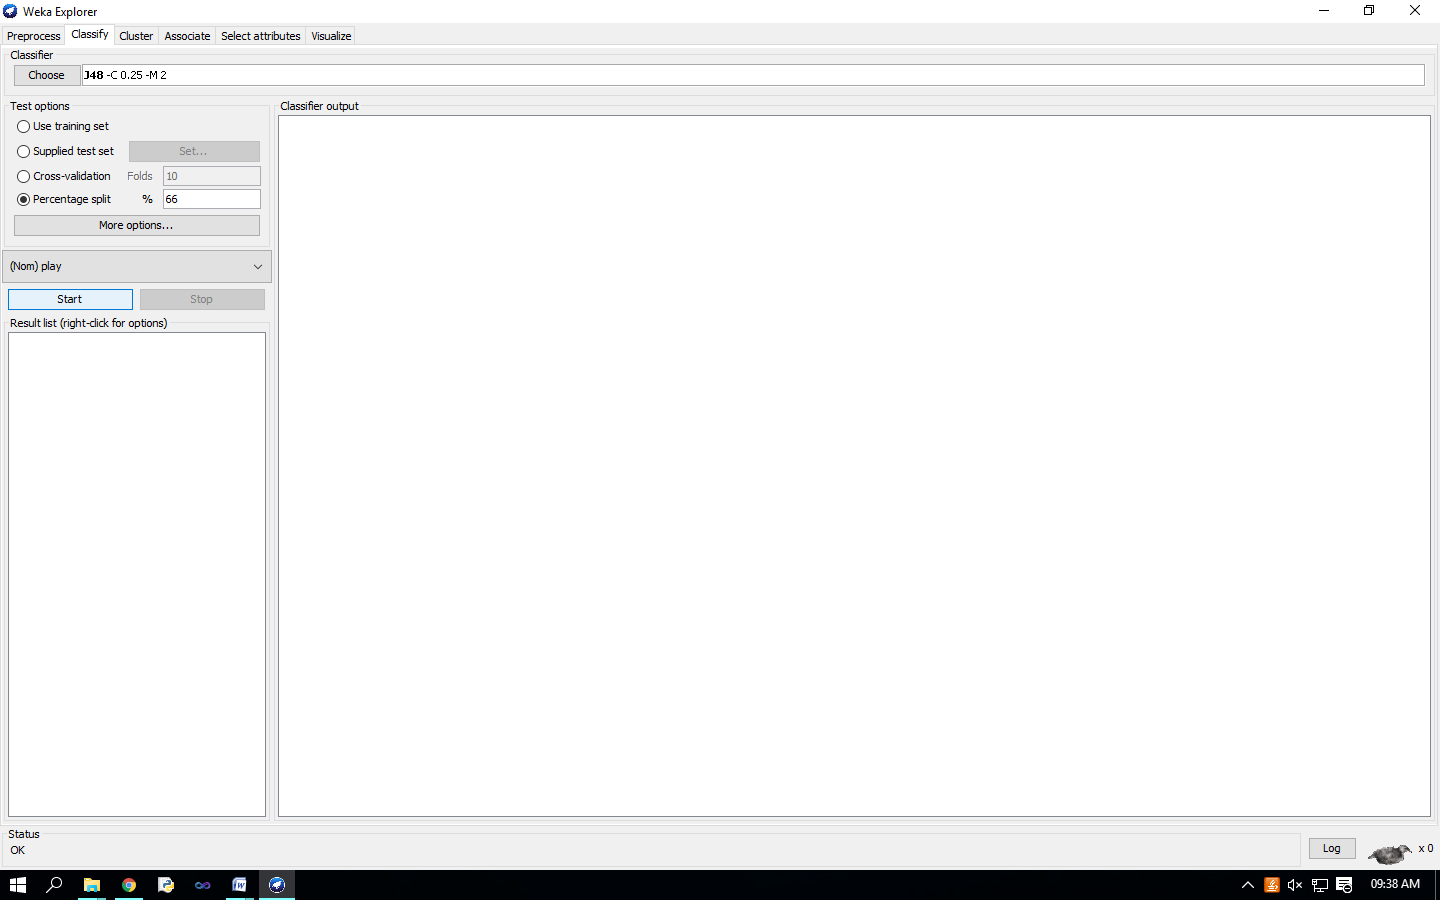 Weka Explorer
Preprocess Classify Cluster Associate Select attributes Visualize
Classifier
Choose J48 -C 0.25 -M 2
Test options
Use training set
Supplied test set Set...
Cross-validation Folds 10
Percentage split % 66
More options...
(Nom) play
Start Stop
Result list (right-click for options)
Classifier output
Status
OK
Log x 0
09:38 AM